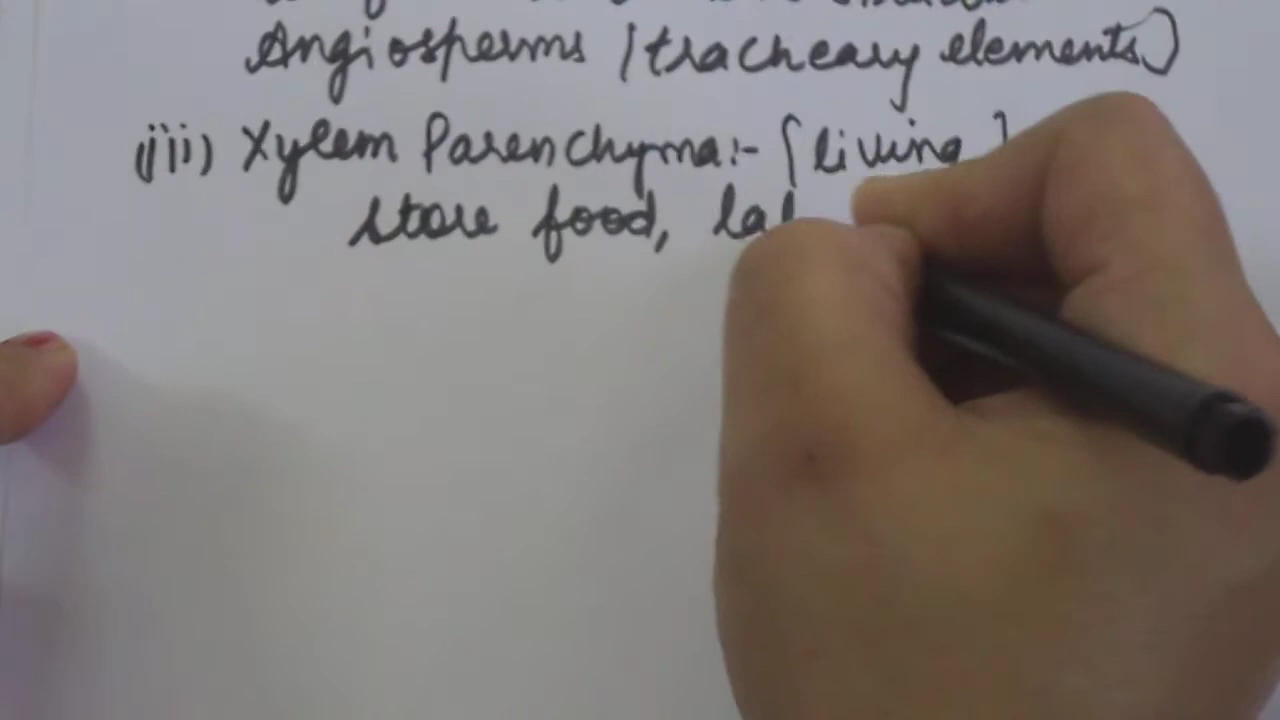 Angiosperms (tracheary elements)
(iii) Xylem Parenchyma:- [living]
store food,